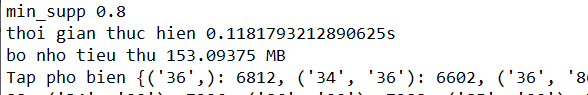 min_supp 0.8
thoi gian thuc hien 0.1181793212890625s
bo nho tieu thu 153.09375 MB
Tap pho bien {('36',): 6812, ('34', '36'): 6602, ('36', '8